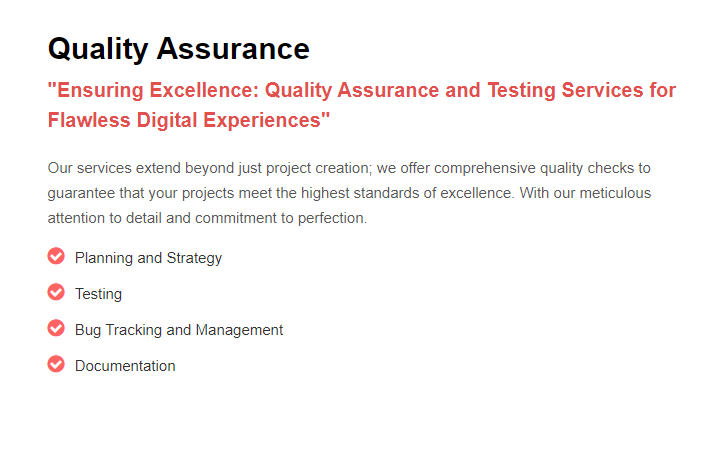 Quality Assurance
"Ensuring Excellence: Quality Assurance and Testing Services for
Flawless Digital Experiences"
Our services extend beyond just project creation; we offer comprehensive quality checks to
guarantee that your projects meet the highest standards of excellence. With our meticulous
attention to detail and commitment to perfection.
Planning and Strategy
Testing
Bug Tracking and Management
Documentation